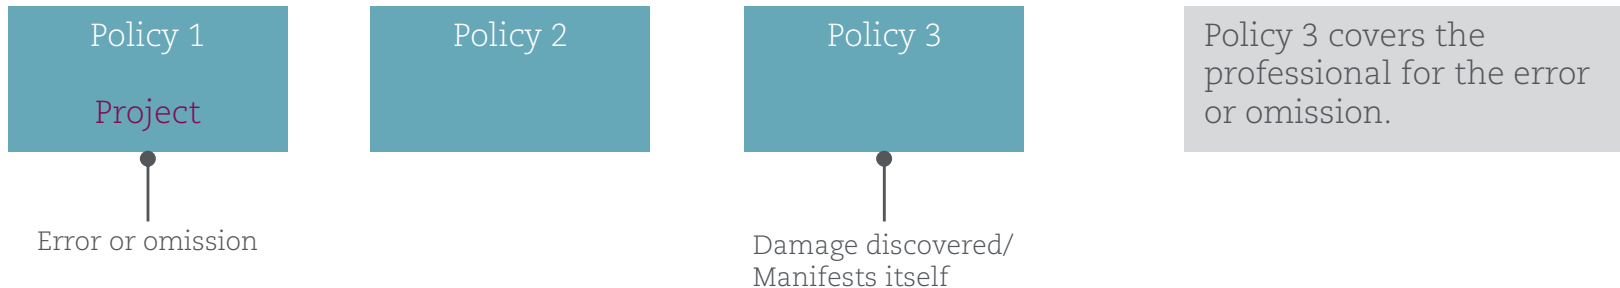 Policy 1
Project
Error or omission
Policy 2
Policy 3
Damage discovered/
Manifests itself
Policy 3 covers the
professional for the error
or omission.